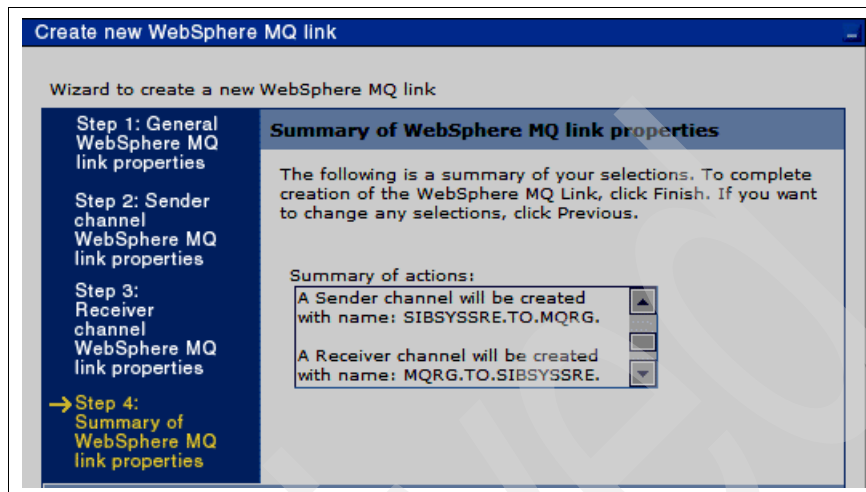 Create new WebSphere MQ link
Wizard to create a new WebSphere MQ link
Step 1: General
WebSphere MQ
link properties
Step 2: Sender
channel
WebSphere MQ
link properties
Step 3:
Receiver
channel
WebSphere MQ
link properties
Step 4:
Summary of
WebSphere MQ
link properties
Summary of WebSphere MQ link properties
The following is a summary of your selections. To complete
creation of the WebSphere MQ Link, click Finish. If you want
to change any selections, click Previous.
Summary of actions:
A Sender channel will be created
with name: SIBSYSSRE.TO.MQRG.
A Receiver channel will be created
with name: MQRG.TO.SIBSYSSRE.